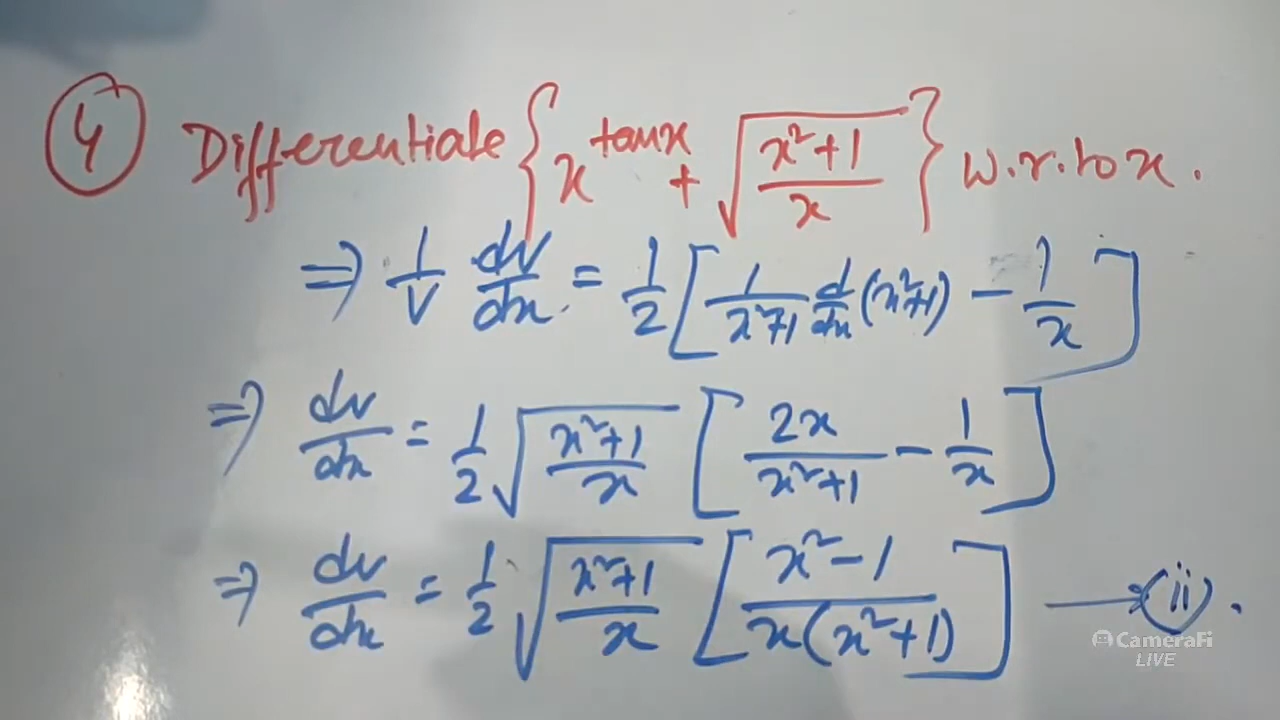 ④ Differentiate { x^tanx + √((x²+1)/x) } w.r.to x.
⇒ 1/v dv/dx = 1/2 [ 1/(x²+1) d/dx (x²+1) - 1/x ]
⇒ dv/dx = 1/2 √((x²+1)/x) [ 2x/(x²+1) - 1/x ]
⇒ dv/dx = 1/2 √((x²+1)/x) [ (x²-1)/(x(x²+1)) ] → (ii).
CameraFi
LIVE